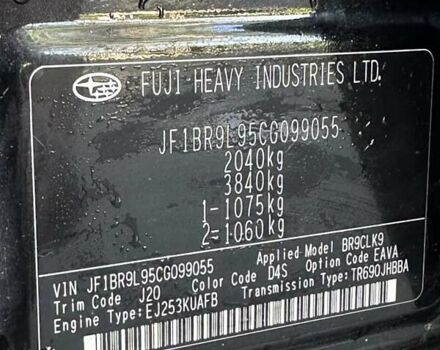 FUJI HEAVY INDUSTRIES LTD.
JF1BR9L95CG099055
2040kg
3840kg
1-1075kg
2=1060kg
VIN JF1BR9L95CG099055 Applied Model BR9CLK9
Trim Code J20 Color Code D4S Option Code EAVA
Engine Type: EJ253KUAFB Transmission Type: TR690JHBBA